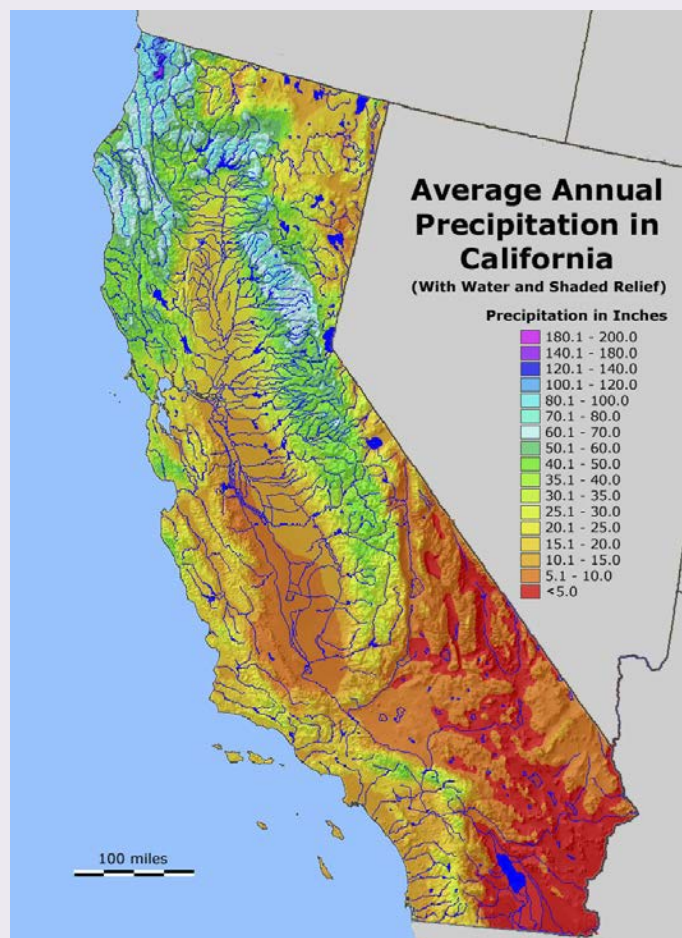 Average Annual
Precipitation in
California
(With Water and Shaded Relief)
Precipitation in Inches
180.1 - 200.0
140.1 - 180.0
120.1 - 140.0
100.1 - 120.0
80.1 - 100.0
70.1 - 80.0
60.1 - 70.0
50.1 - 60.0
40.1 - 50.0
35.1 - 40.0
30.1 - 35.0
25.1 - 30.0
20.1 - 25.0
15.1 - 20.0
10.1 - 15.0
5.1 - 10.0
<5.0
100 miles